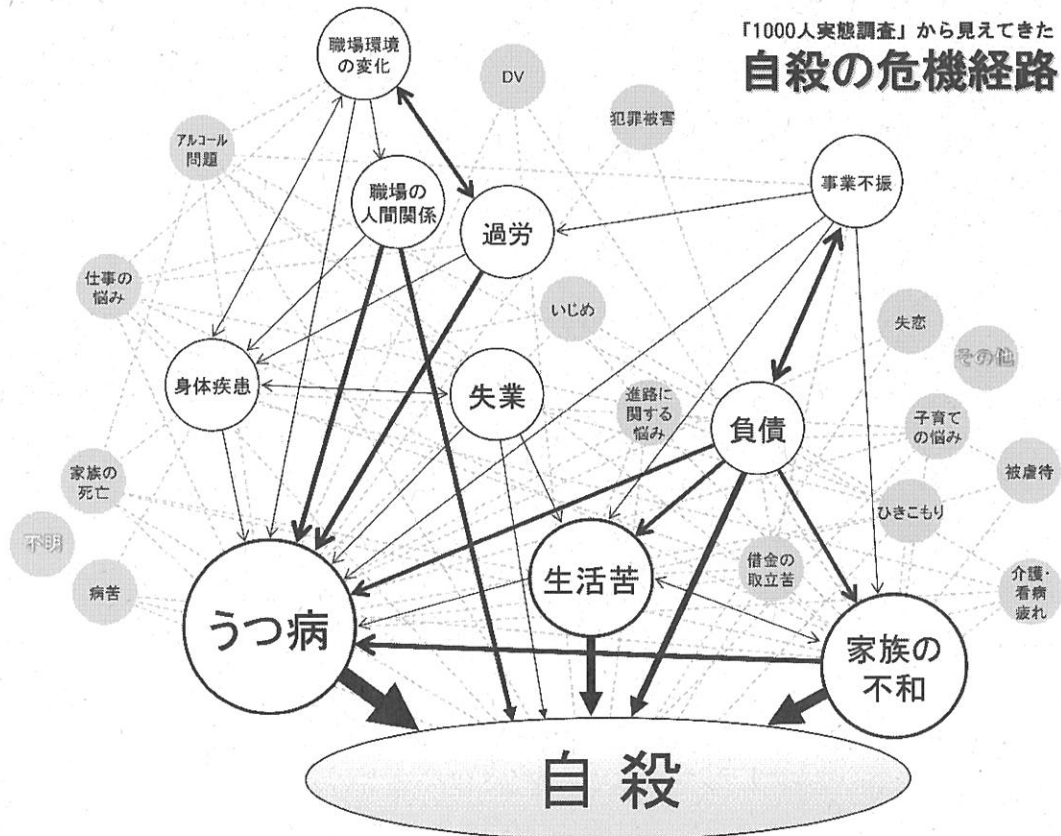 「1000人実態調査」から見えてきた
自殺の危機経路
職場環境
の変化
DV
犯罪被害
アルコール
問題
職場の
人間関係
過労
事業不振
仕事の
悩み
いじめ
失恋
その他
身体疾患
失業
進路に
関する
悩み
負債
子育て
の悩み
家族の
死亡
被虐待
ひきこもり
不明
病苦
うつ病
生活苦
借金の
取立苦
介護・
看病
疲れ
家族の
不和
自殺